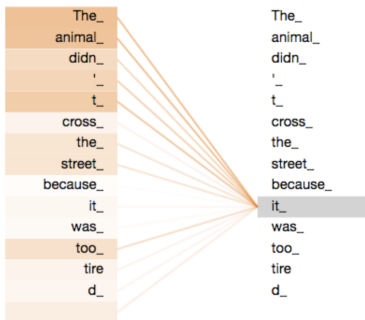 The_ The_
animal_ animal_
didn_ didn_
'_ '_
t_ t_
cross_ cross_
the_ the_
street_ street_
because_ because_
it_ it_
was_ was_
too_ too_
tire tire
d_ d_